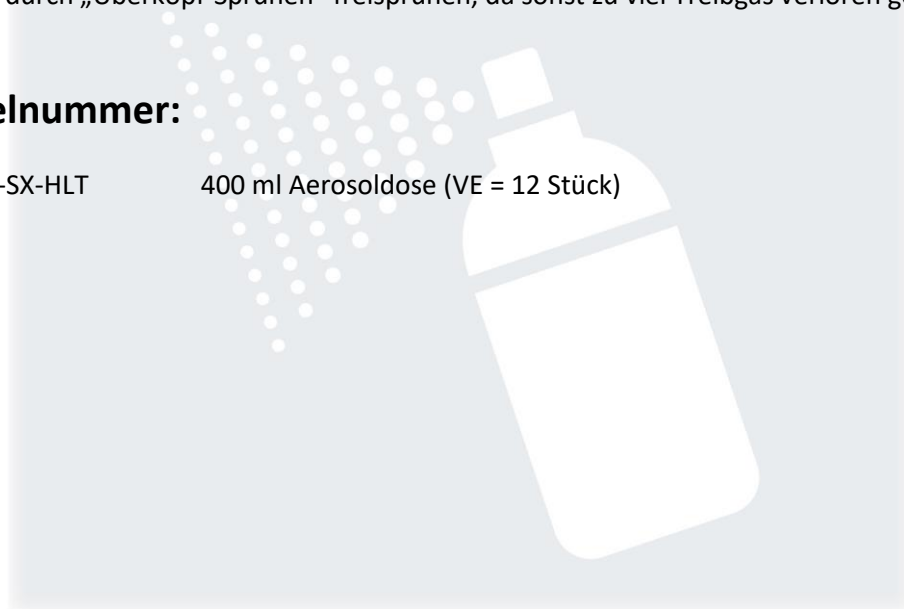 durch „Überkopf-Sprühen“ freisprühen, da sonst zu viel Treibgas verloren
elnummer:
-SX-HLT 400 ml Aerosoldose (VE = 12 Stück)